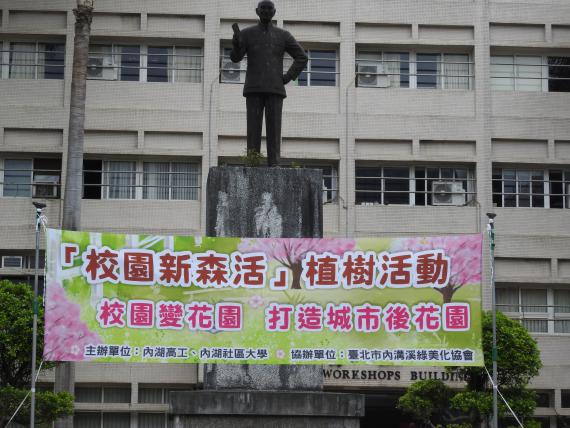 「校園新森活」植樹活動
校園變花園 打造城市後花園
主辦單位：內湖高工、內湖社區大學 ＊ 協辦單位：臺北市內溝溪綠美化協會
WORKSHOPS BUILDING